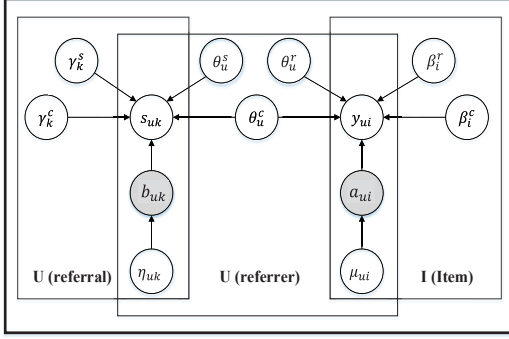 γ_k^s θ_u^s θ_u^r β_i^r
γ_k^c s_uk θ_u^c y_ui β_i^c
b_uk a_ui
U (referral) η_uk U (referrer) μ_ui I (Item)